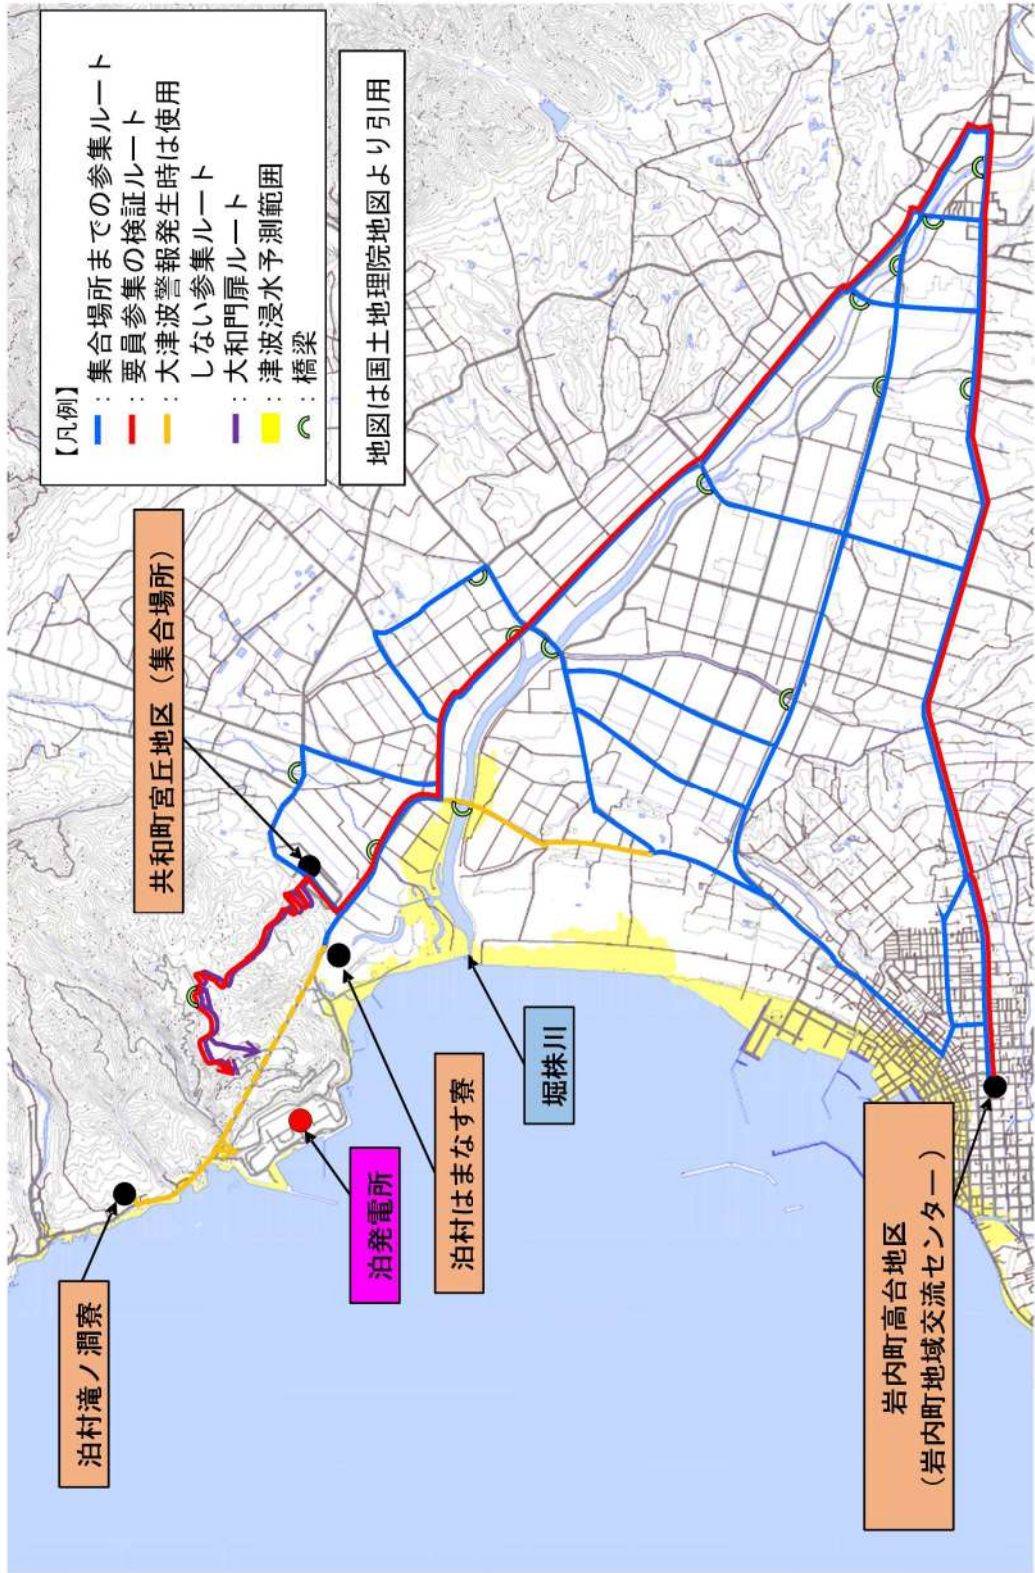 【凡例】
：集合場所までの参集ルート
：要員参集の検証ルート
：大津波警報発生時は使用
しない参集ルート
：大和門扉ルート
：津波浸水予測範囲
：橋梁
地図は国土地理院地図より引用
共和町宮丘地区（集合場所）
泊村滝ノ澗寮
泊発電所
泊村はまなす寮
堀株川
岩内町高台地区
（岩内町地域交流センター）